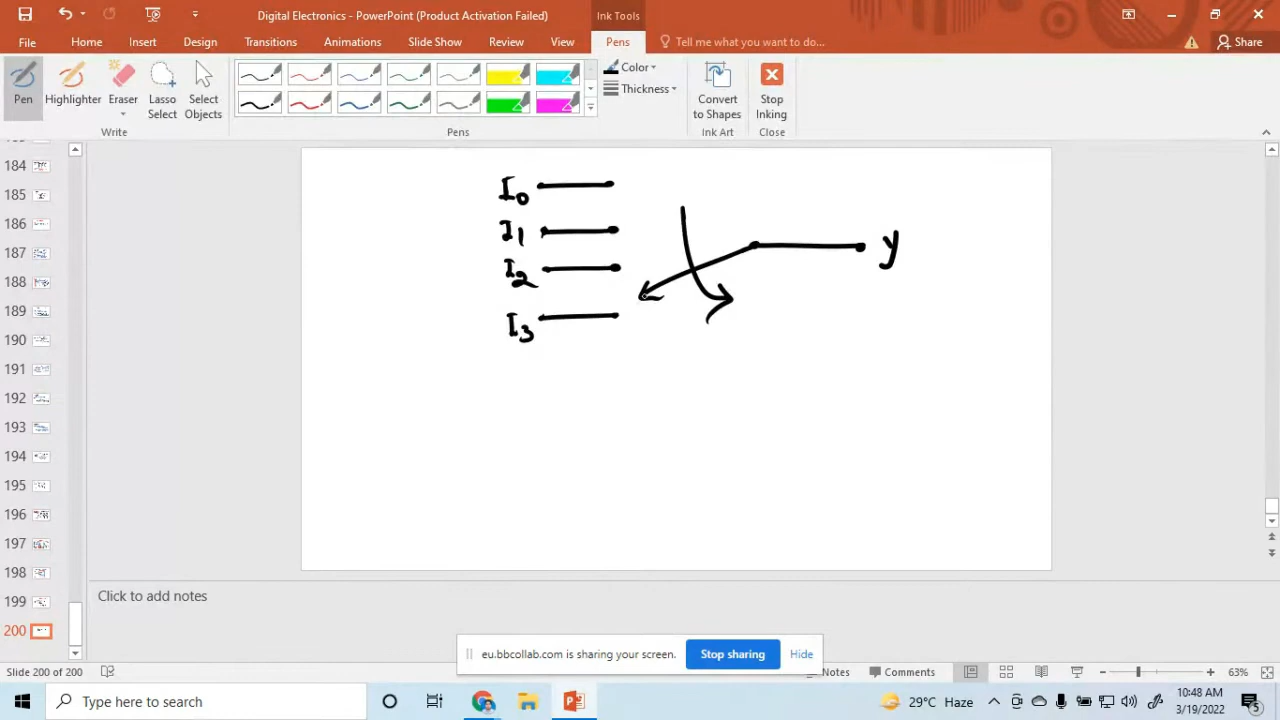 Digital Electronics - PowerPoint (Product Activation Failed)
Ink Tools
File
Home
Insert
Design
Transitions
Animations
Slide Show
Review
View
Pens
Tell me what you want to do...
Share
Pen
Highlighter
Eraser
Lasso
Select
Select
Objects
Color
Thickness
Convert
to Shapes
Stop
Inking
Write
Pens
Ink Art
Close
184
185
186
187
188
189
190
191
192
193
194
195
196
197
198
199
200
I0
I1
I2
I3
y
Click to add notes
eu.bbcollab.com is sharing your screen.
Stop sharing
Hide
Slide 200 of 200
Notes
Comments
63%
Type here to search
29°C Haze
10:48 AM
3/19/2022
5